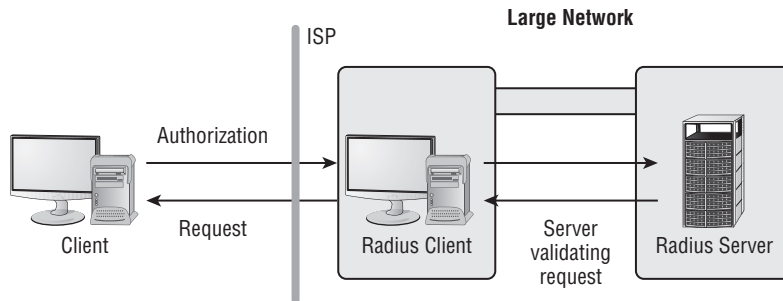 Large Network
ISP
Authorization
Request
Client
Radius Client
Server
validating
request
Radius Server